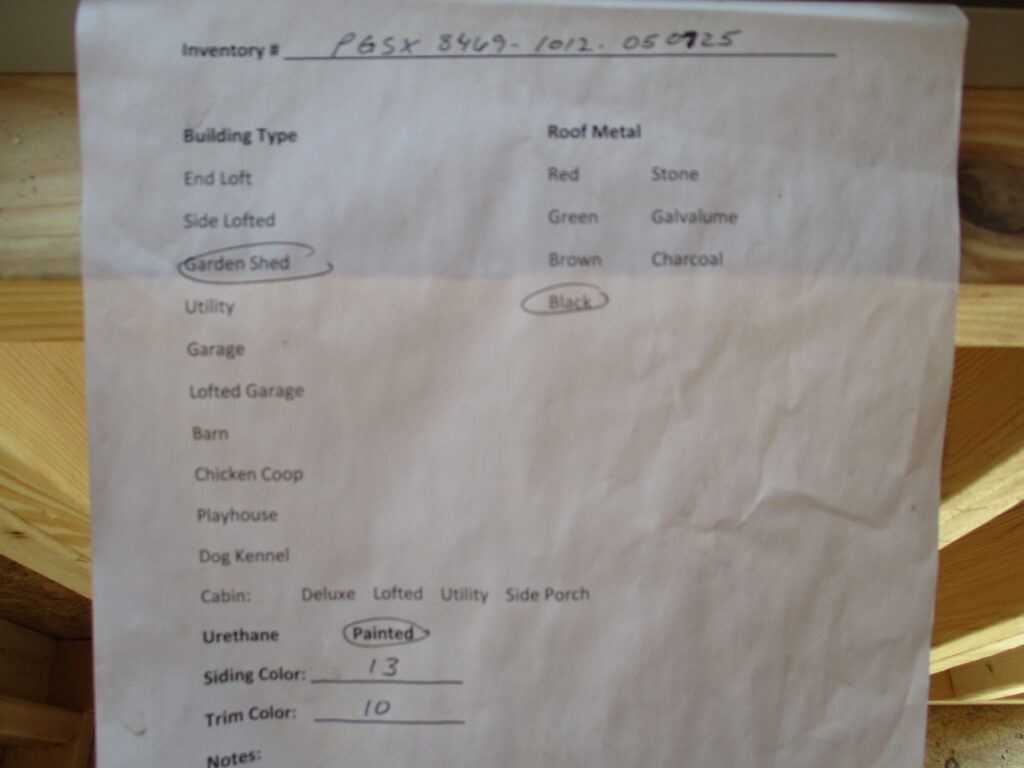 Inventory # PGSX 8469-1012-050725
Building Type Roof Metal
End Loft Red Stone
Side Lofted Green Galvalume
Garden Shed Brown Charcoal
Utility Black
Garage
Lofted Garage
Barn
Chicken Coop
Playhouse
Dog Kennel
Cabin: Deluxe Lofted Utility Side Porch
Urethane Painted
Siding Color: 13
Trim Color: 10
Notes: